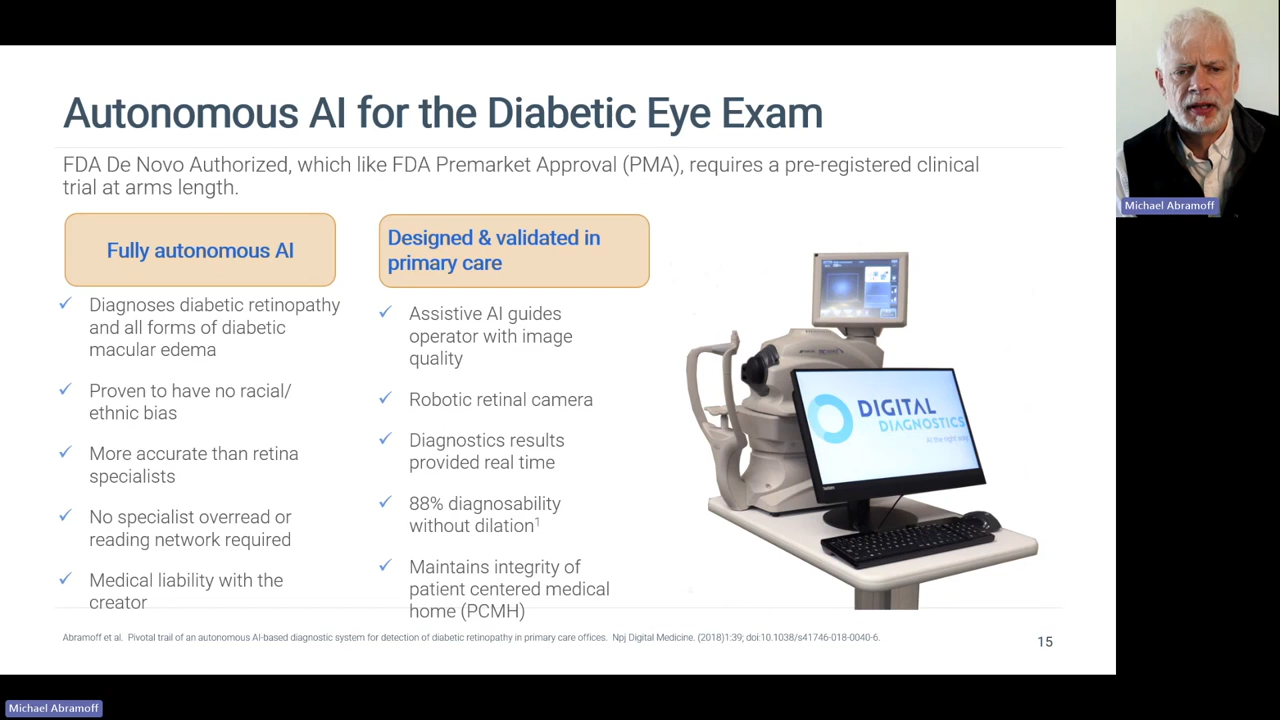 Autonomous AI for the Diabetic Eye Exam
FDA De Novo Authorized, which like FDA Premarket Approval (PMA), requires a pre-registered clinical
trial at arms length.
Fully autonomous AI
Diagnoses diabetic retinopathy
and all forms of diabetic
macular edema
Proven to have no racial/
ethnic bias
More accurate than retina
specialists
No specialist overread or
reading network required
Medical liability with the
creator
Designed & validated in
primary care
Assistive AI guides
operator with image
quality
Robotic retinal camera
Diagnostics results
provided real time
88% diagnosability
without dilation¹
Maintains integrity of
patient centered medical
home (PCMH)
DIGITAL
DIAGNOSTICS
AI the right way
Abramoff et al. Pivotal trail of an autonomous AI-based diagnostic system for detection of diabetic retinopathy in primary care offices. Npj Digital Medicine. (2018)1:39; doi:10.1038/s41746-018-0040-6.
15
Michael Abramoff
Michael Abramoff